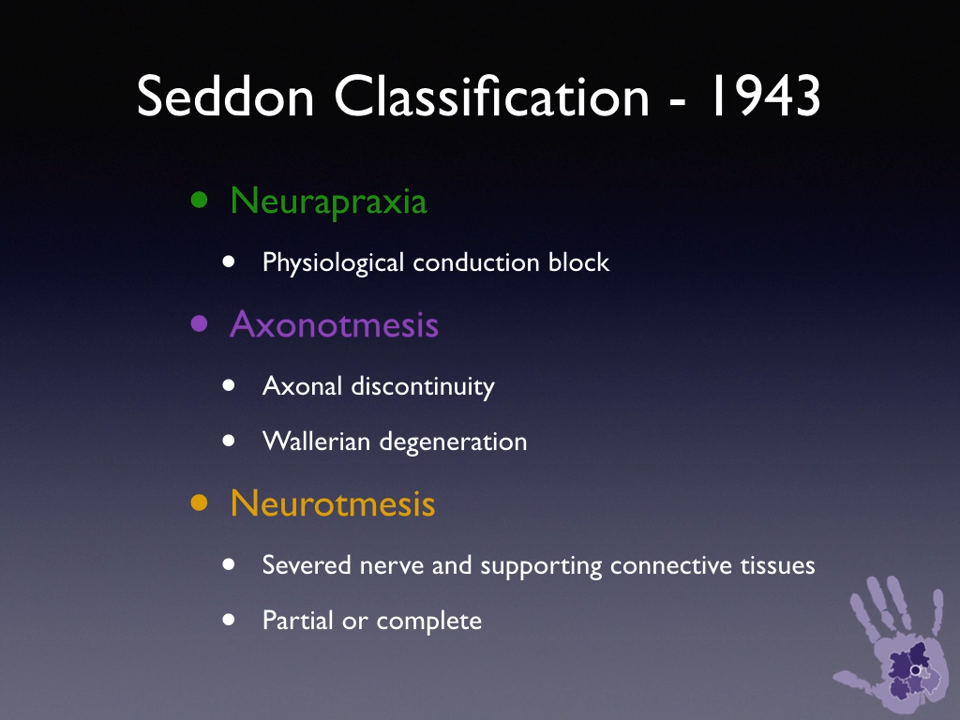 Seddon Classification - 1943
• Neurapraxia
• Physiological conduction block
• Axonotmesis
• Axonal discontinuity
• Wallerian degeneration
• Neurotmesis
• Severed nerve and supporting connective tissues
• Partial or complete